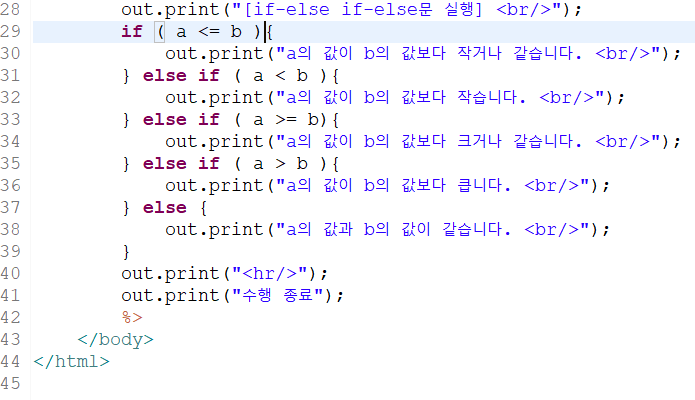 28 out.print("[if-else if-else문 실행] <br/>");
29 if ( a <= b ){
30 out.print("a의 값이 b의 값보다 작거나 같습니다. <br/>");
31 } else if ( a < b ){
32 out.print("a의 값이 b의 값보다 작습니다. <br/>");
33 } else if ( a >= b){
34 out.print("a의 값이 b의 값보다 크거나 같습니다. <br/>");
35 } else if ( a > b ){
36 out.print("a의 값이 b의 값보다 큽니다. <br/>");
37 } else {
38 out.print("a의 값과 b의 값이 같습니다. <br/>");
39 }
40 out.print("<hr/>");
41 out.print("수행 종료");
42 %>
43 </body>
44 </html>
45